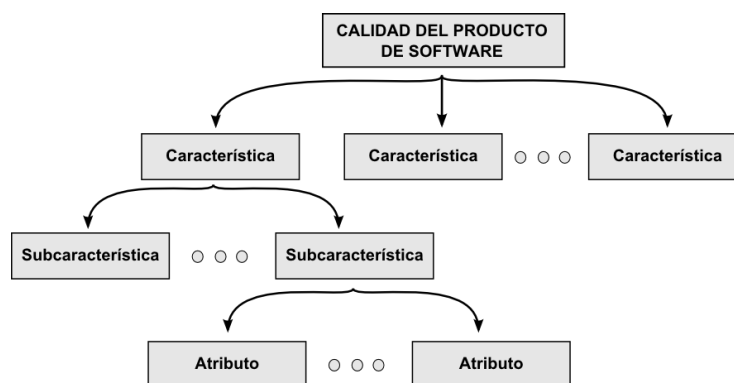 CALIDAD DEL PRODUCTO
DE SOFTWARE
Característica
Característica
Característica
Subcaracterística
Subcaracterística
Atributo
Atributo